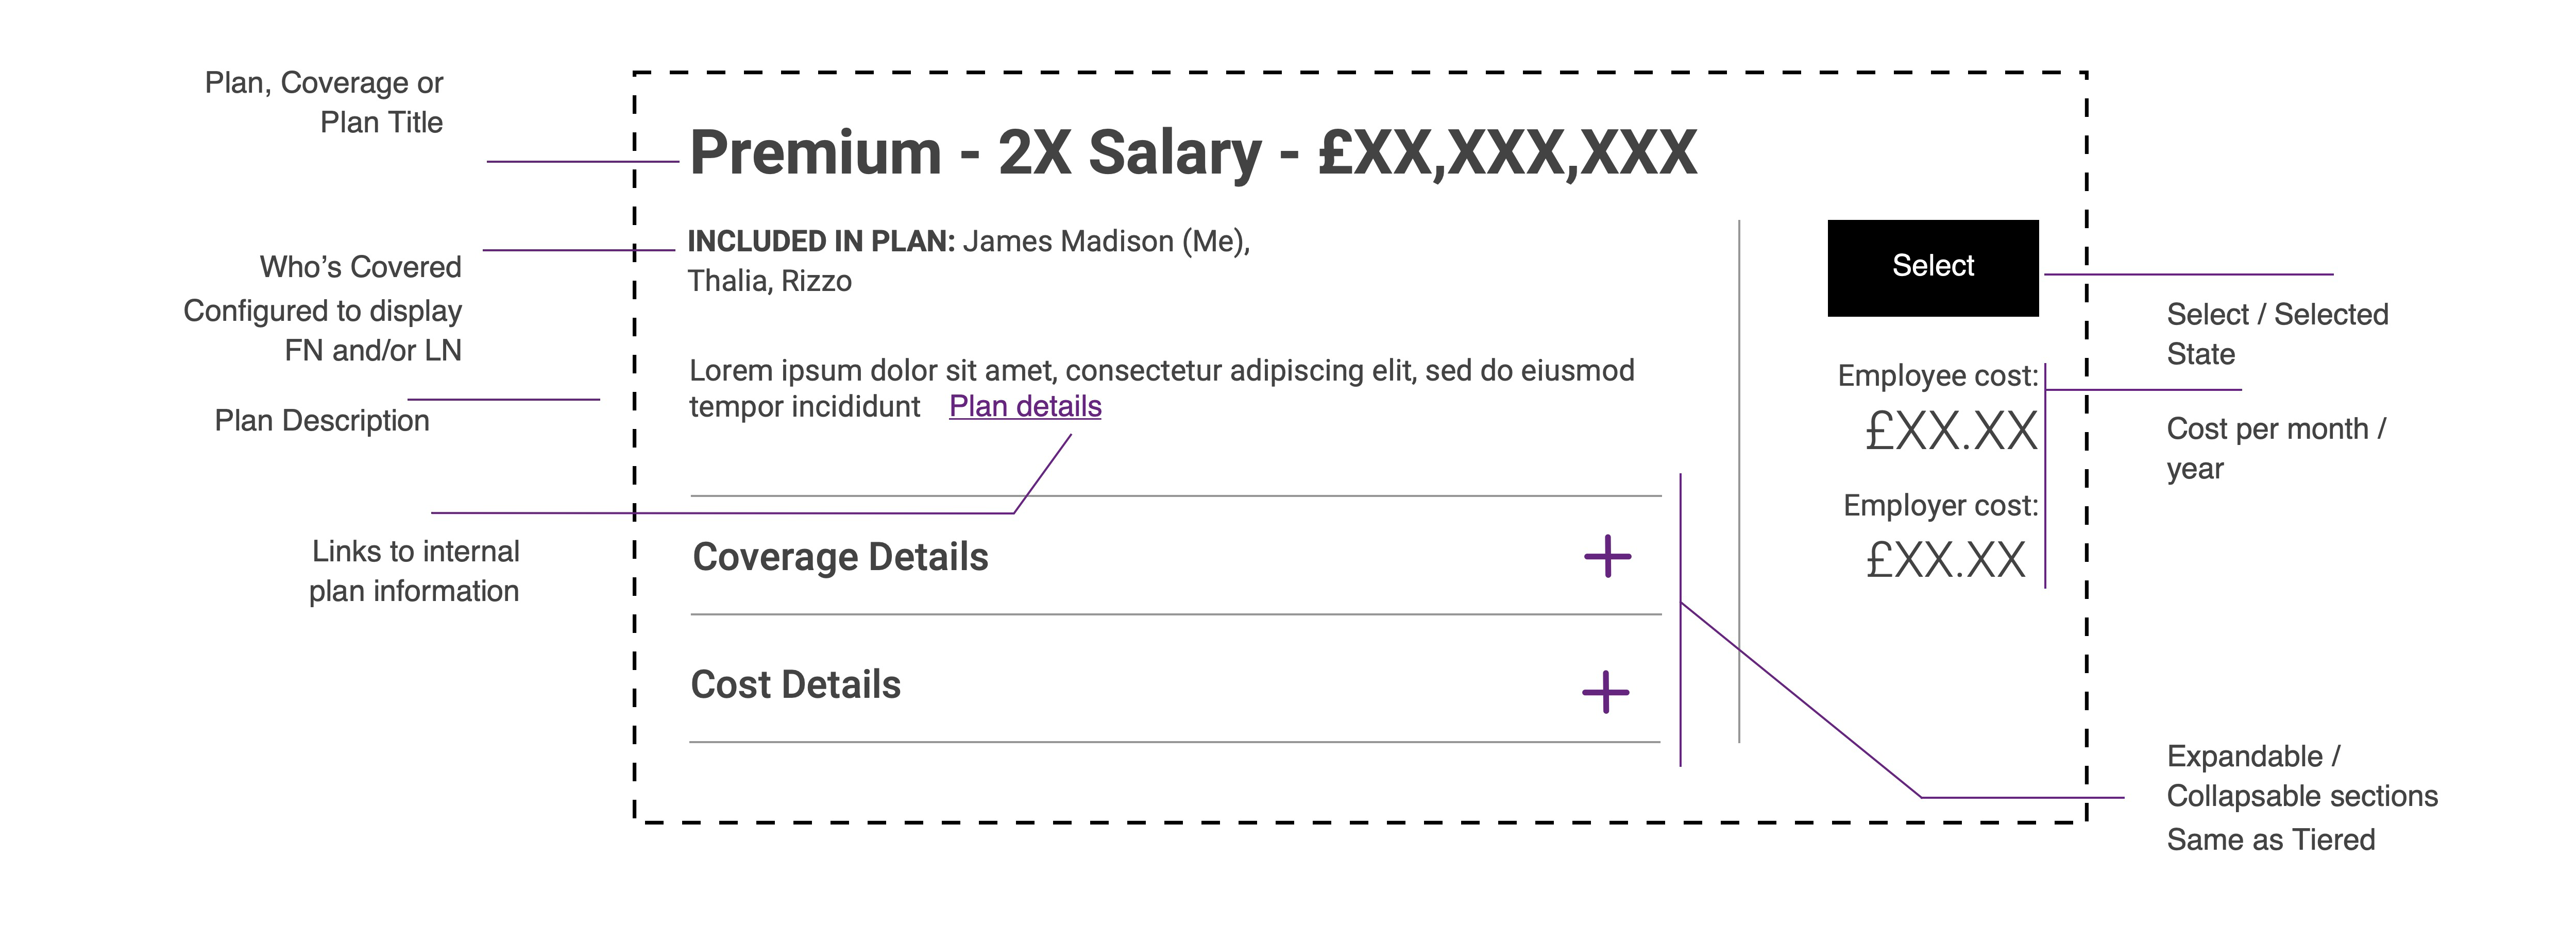 Plan, Coverage or
Plan Title
Premium - 2X Salary - £XX,XXX,XXX
Who’s Covered
Configured to display
FN and/or LN
INCLUDED IN PLAN: James Madison (Me),
Thalia, Rizzo
Select
Select / Selected
State
Plan Description
Lorem ipsum dolor sit amet, consectetur adipiscing elit, sed do eiusmod
tempor incididunt Plan details
Employee cost:
£XX.XX
Employer cost:
£XX.XX
Cost per month /
year
Links to internal
plan information
Coverage Details
Cost Details
Expandable /
Collapsable sections
Same as Tiered